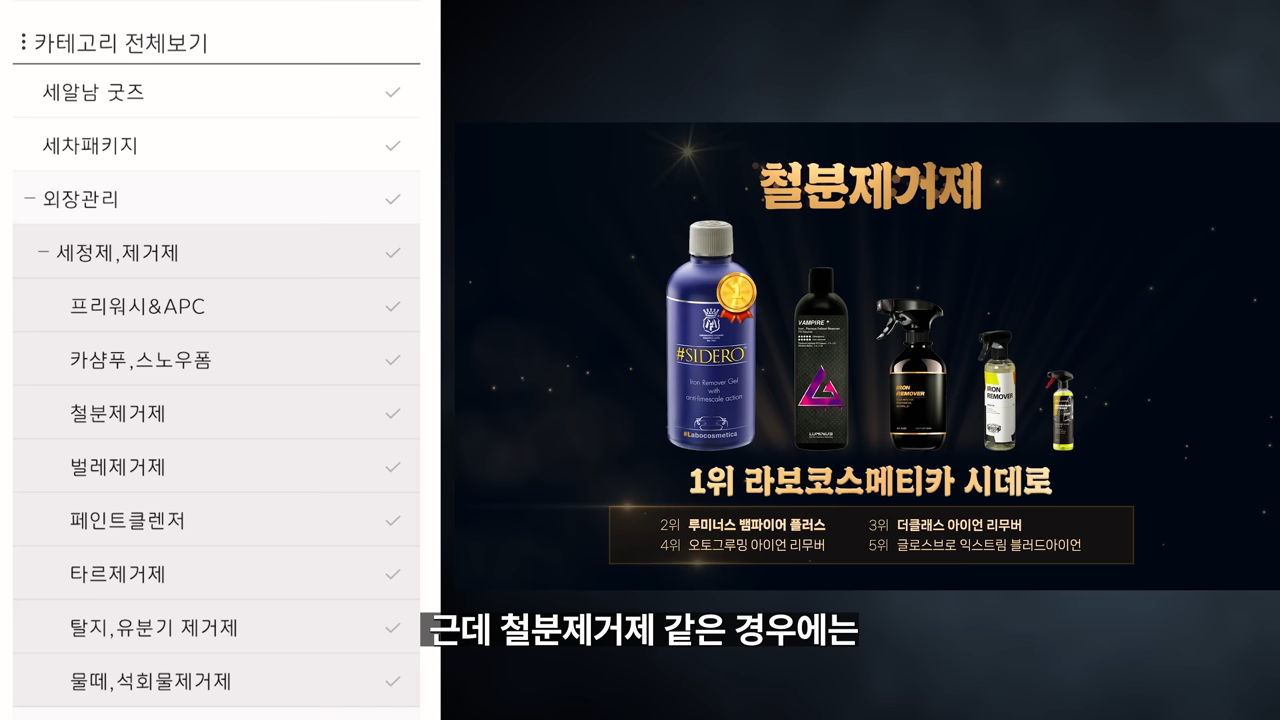 카테고리 전체보기
세알남 굿즈
세차패키지
외장관리
세정제,제거제
프리워시&APC
카샴푸,스노우폼
철분제거제
벌레제거제
페인트클렌저
타르제거제
탈지,유분기 제거제
물떼,석회물제거제
철분제거제
1
#SIDERO
Iron Remover Gel
with
anti-limescale action
#Labocosmetica
VAMPIRE +
LUMINUS
IRON
REMOVER
IRON
REMOVER
1위 라보코스메티카 시데로
2위 루미너스 뱀파이어 플러스
3위 더클래스 아이언 리무버
4위 오토그루밍 아이언 리무버
5위 글로스브로 익스트림 블러드아이언
근데 철분제거제 같은 경우에는